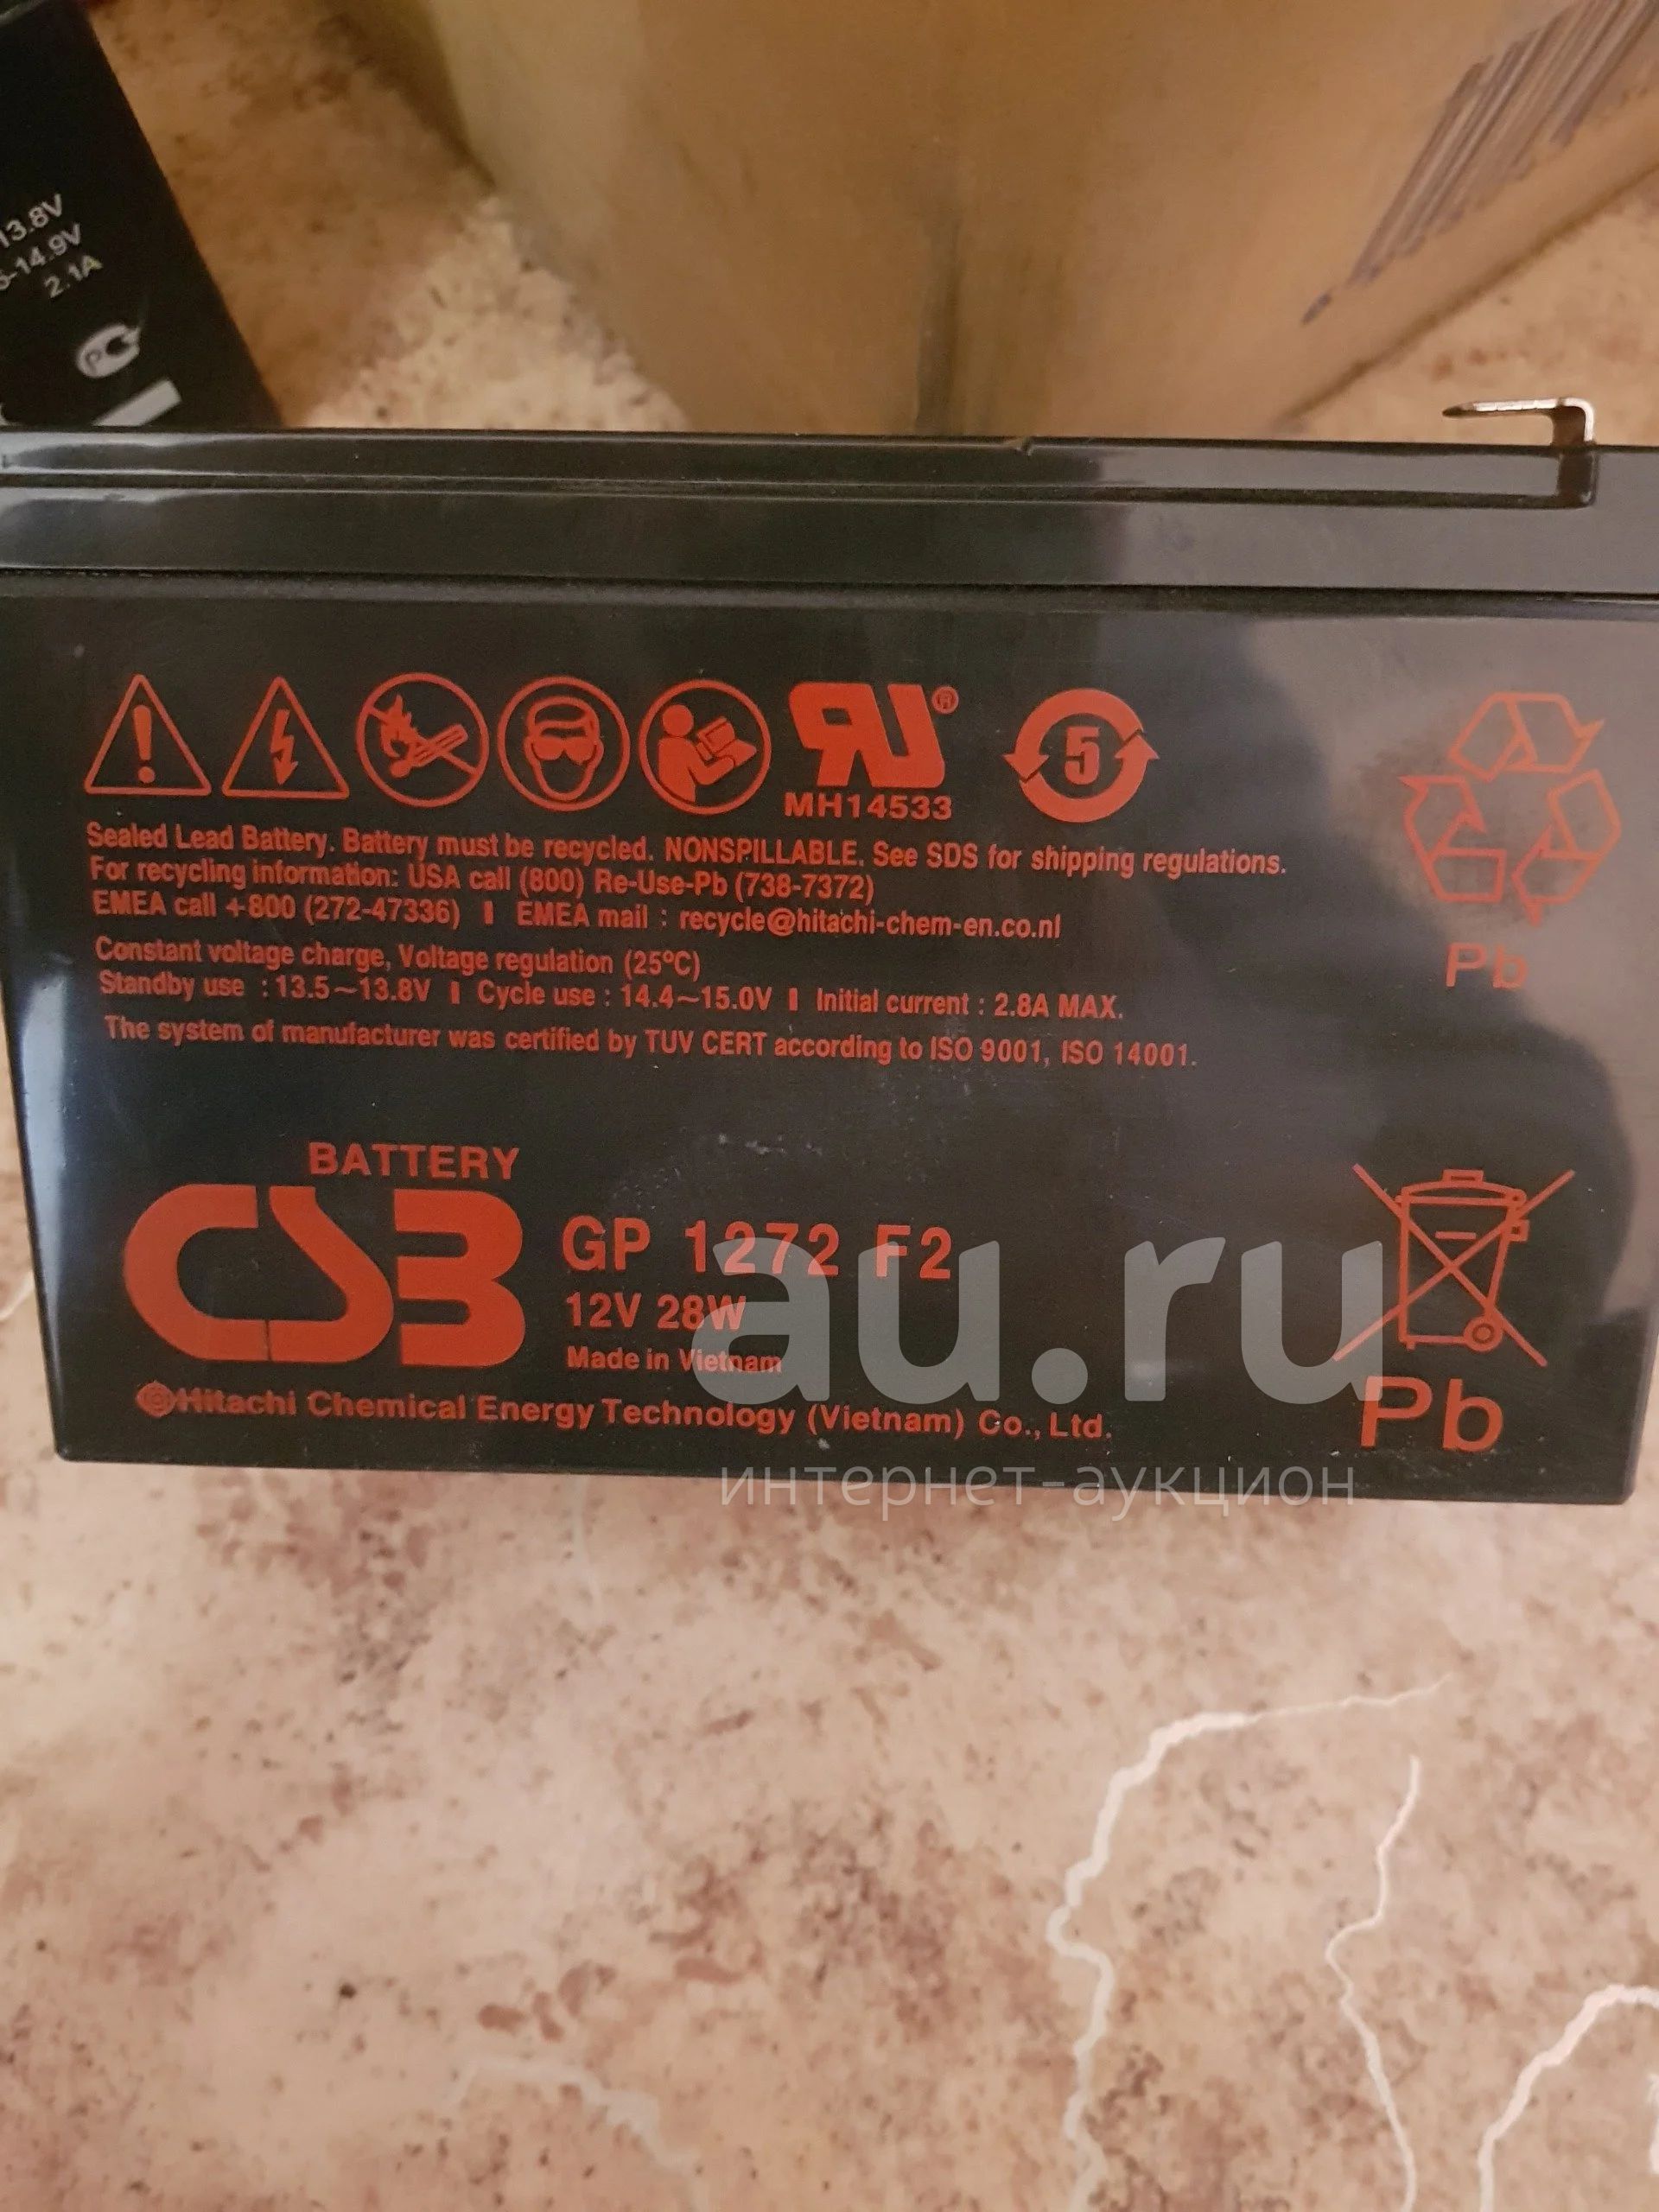 13.8V
-14.9V
2.1A
MH14533
5
Sealed Lead Battery. Battery must be recycled. NONSPILLABLE. See SDS for shipping regulations.
For recycling information: USA call (800) Re-Use-Pb (738-7372)
EMEA call +800 (272-47336) I EMEA mail : recycle@hitachi-chem-en.co.nl
Constant voltage charge, Voltage regulation (25°C)
Standby use : 13.5~13.8V I Cycle use : 14.4~15.0V I Initial current : 2.8A MAX.
The system of manufacturer was certified by TUV CERT according to ISO 9001, ISO 14001.
Pb
BATTERY
CSB
GP 1272 F2
12V 28W
Made in Vietnam
Hitachi Chemical Energy Technology (Vietnam) Co., Ltd.
Pb
au.ru
интернет-аукцион